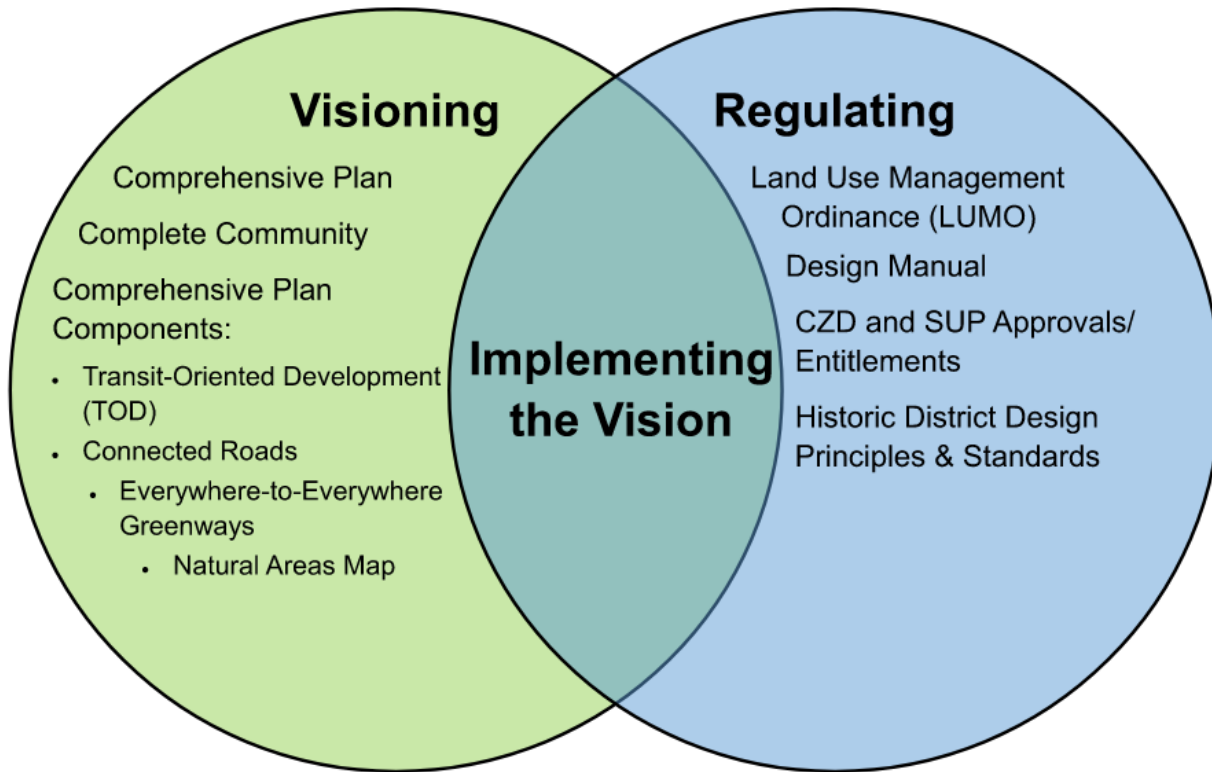 Visioning
Comprehensive Plan
Complete Community
Comprehensive Plan
Components:
• Transit-Oriented Development
(TOD)
• Connected Roads
• Everywhere-to-Everywhere
Greenways
• Natural Areas Map
Implementing
the Vision
Regulating
Land Use Management
Ordinance (LUMO)
Design Manual
CZD and SUP Approvals/
Entitlements
Historic District Design
Principles & Standards